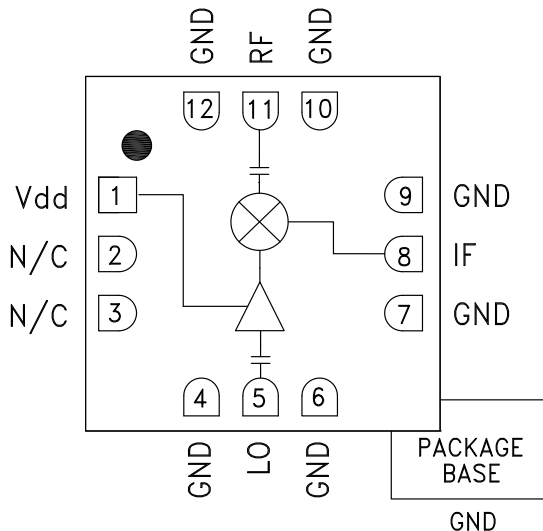 GND RF GND
12 11 10
Vdd 1 9 GND
N/C 2 8 IF
N/C 3 7 GND
4 5 6
GND LO GND
PACKAGE
BASE
GND